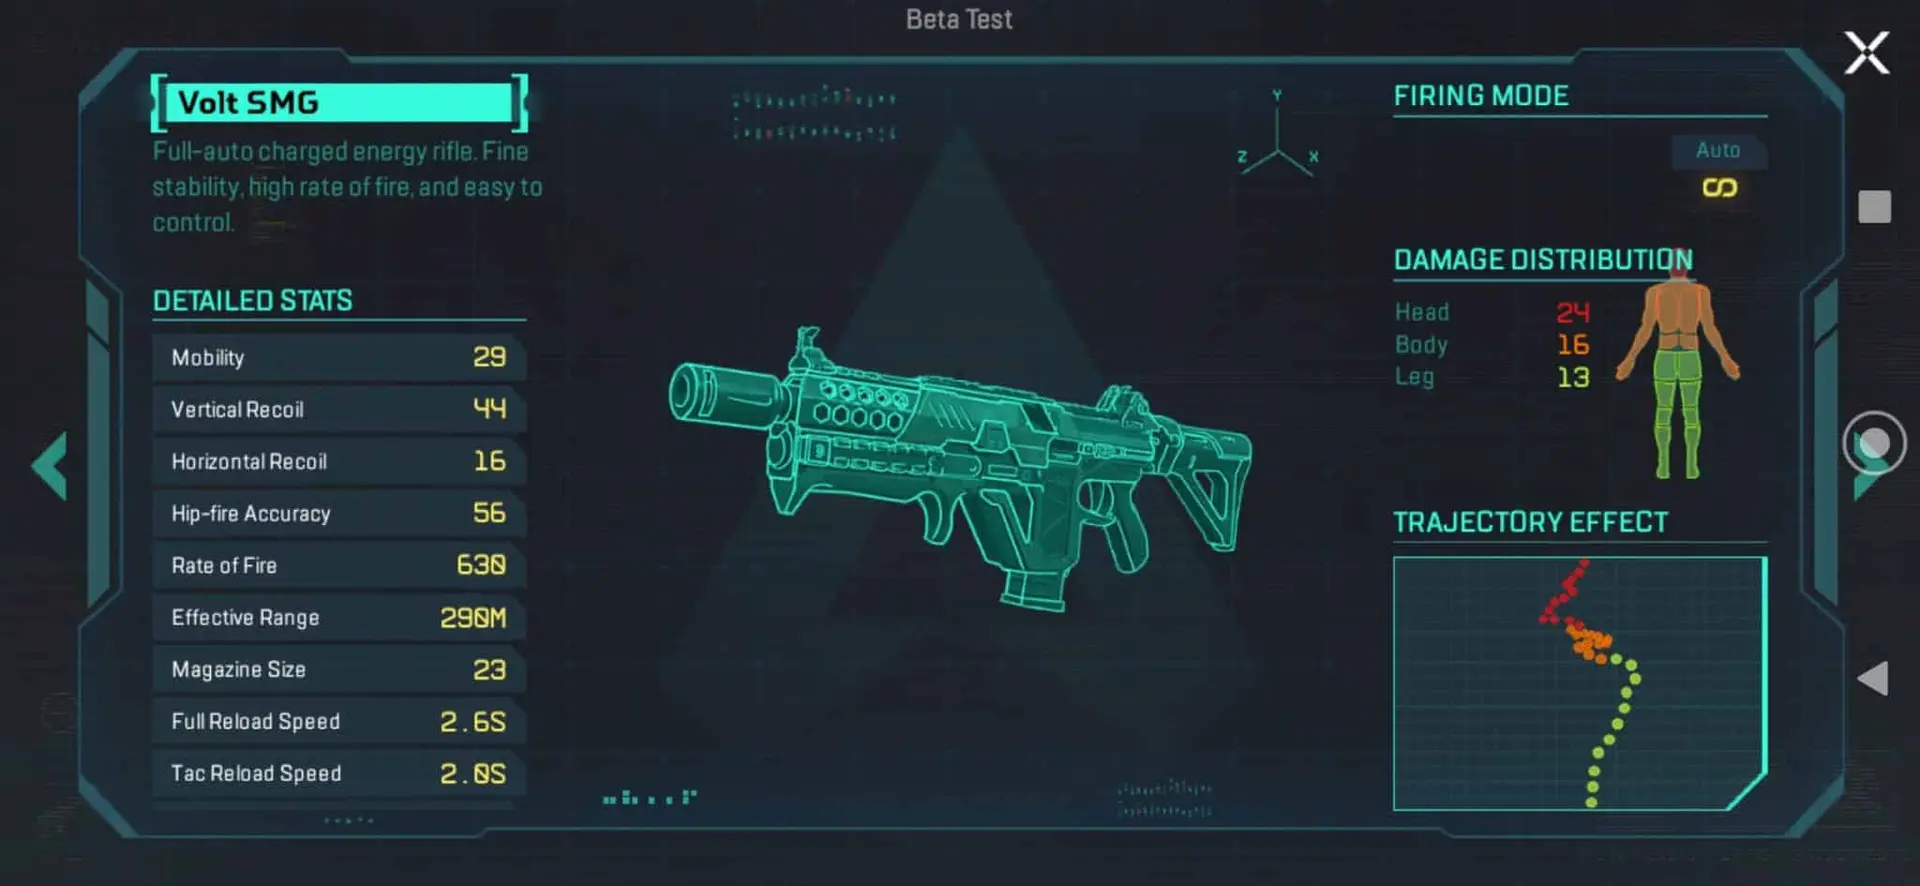 Beta Test
Volt SMG
Full-auto charged energy rifle. Fine
stability, high rate of fire, and easy to
control.
DETAILED STATS
Mobility 29
Vertical Recoil 44
Horizontal Recoil 16
Hip-fire Accuracy 56
Rate of Fire 630
Effective Range 290M
Magazine Size 23
Full Reload Speed 2.6S
Tac Reload Speed 2.0S
Y
Z X
FIRING MODE
Auto
DAMAGE DISTRIBUTION
Head 24
Body 16
Leg 13
TRAJECTORY EFFECT